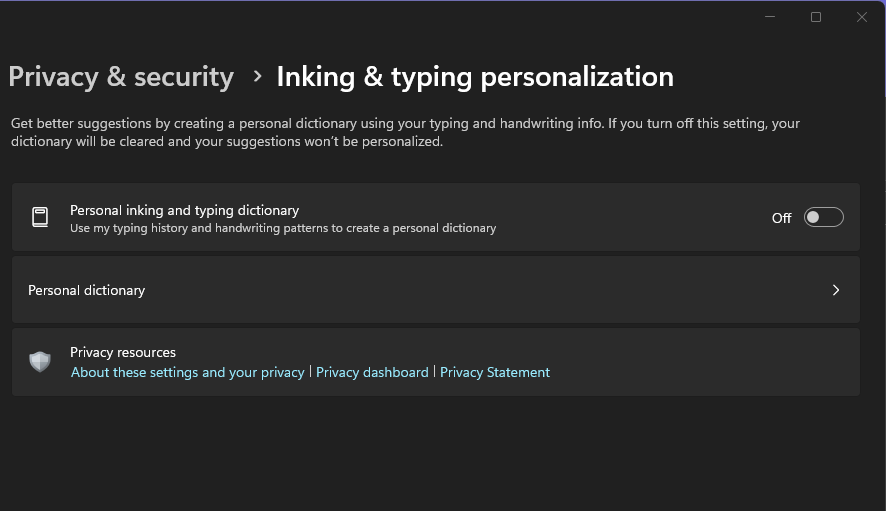 Privacy & security > Inking & typing personalization
Get better suggestions by creating a personal dictionary using your typing and handwriting info. If you turn off this setting, your
dictionary will be cleared and your suggestions won’t be personalized.
Personal inking and typing dictionary
Use my typing history and handwriting patterns to create a personal dictionary
Off
Personal dictionary
Privacy resources
About these settings and your privacy | Privacy dashboard | Privacy Statement